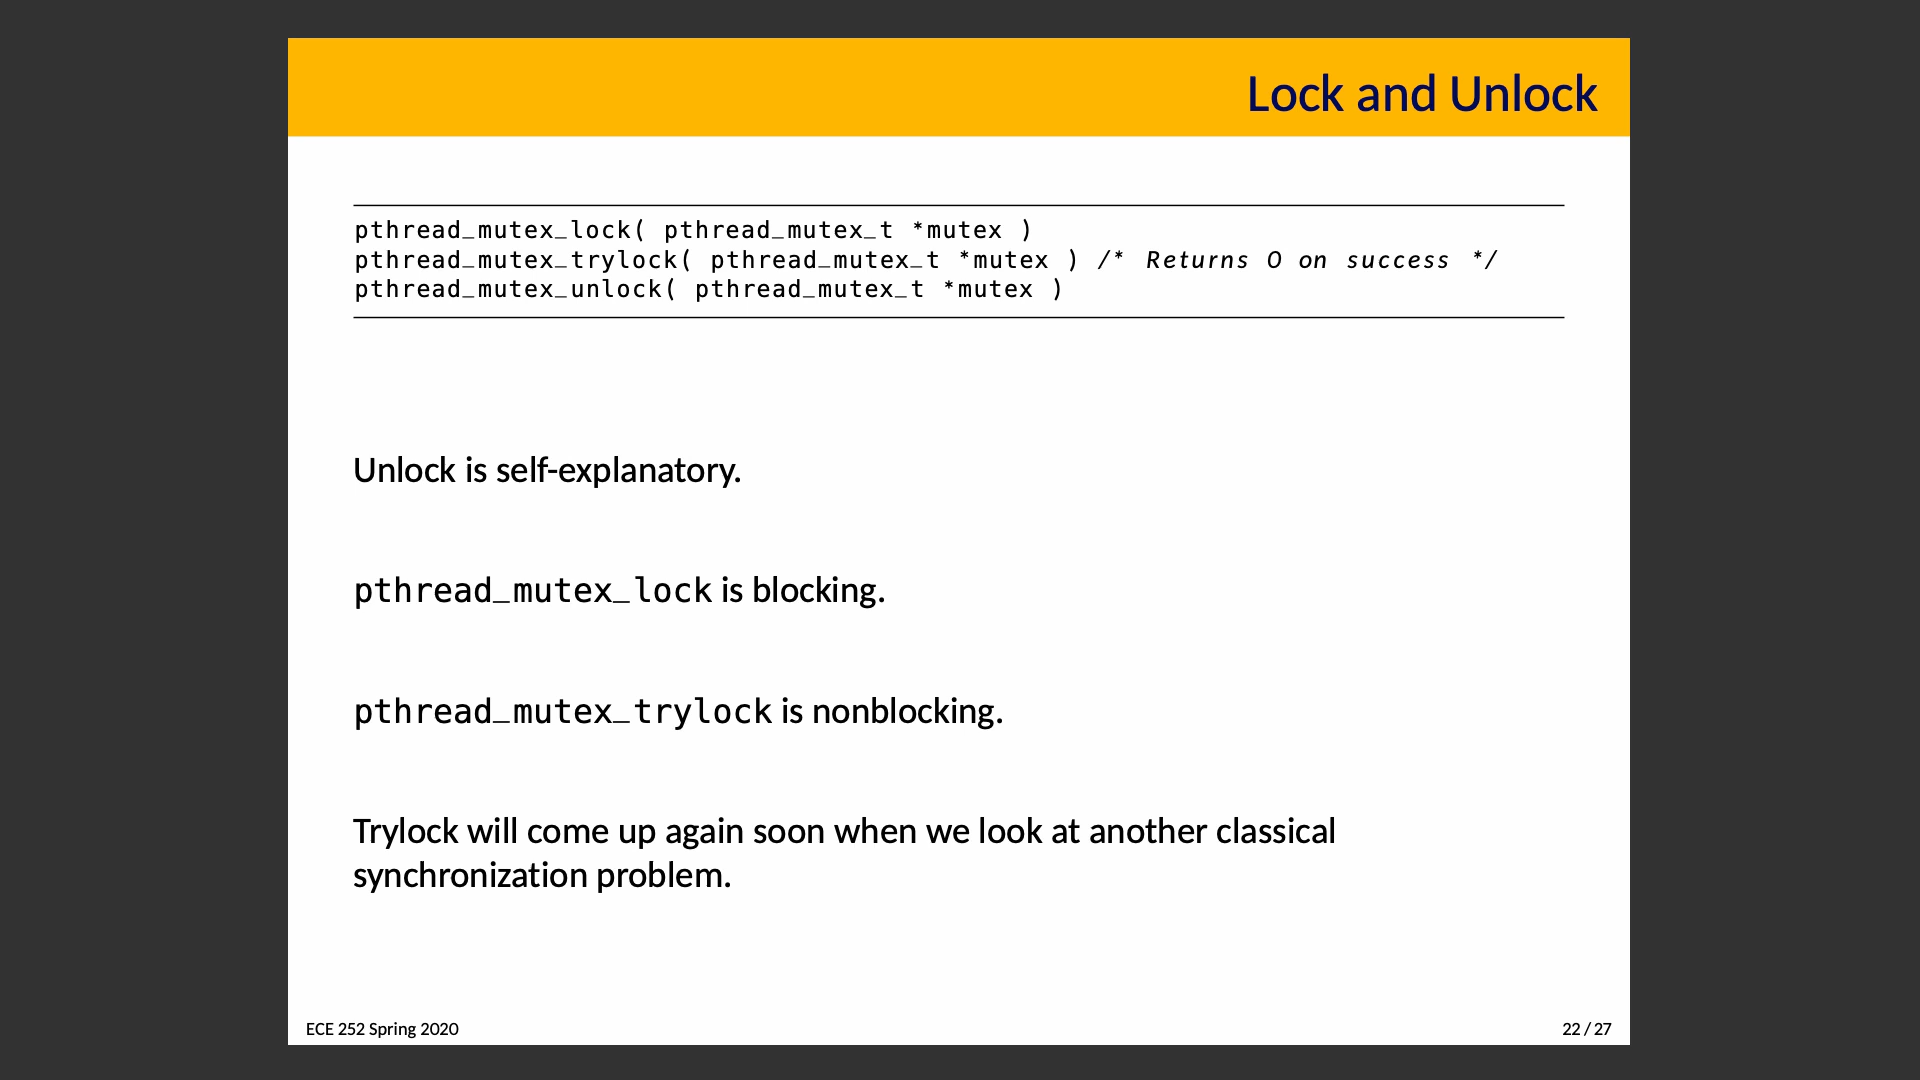 Lock and Unlock
pthread_mutex_lock( pthread_mutex_t *mutex )
pthread_mutex_trylock( pthread_mutex_t *mutex ) /* Returns 0 on success */
pthread_mutex_unlock( pthread_mutex_t *mutex )
Unlock is self-explanatory.
pthread_mutex_lock is blocking.
pthread_mutex_trylock is nonblocking.
Trylock will come up again soon when we look at another classical
synchronization problem.
ECE 252 Spring 2020
22 / 27